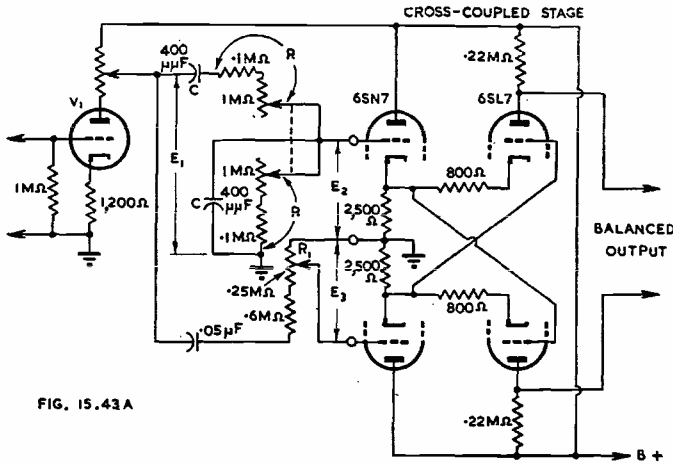 CROSS-COUPLED STAGE
400
μμF
C
·1MΩ
R
1MΩ
·22MΩ
6SN7
6SL7
V₁
E₁
1MΩ
1,200Ω
·1MΩ
400
μμF
C
R
·1MΩ
E₂
2,500
Ω
800Ω
R₁
2,500
Ω
E₃
800Ω
BALANCED
OUTPUT
·25MΩ
·6MΩ
·05μF
·22MΩ
B +
FIG. 15.43A